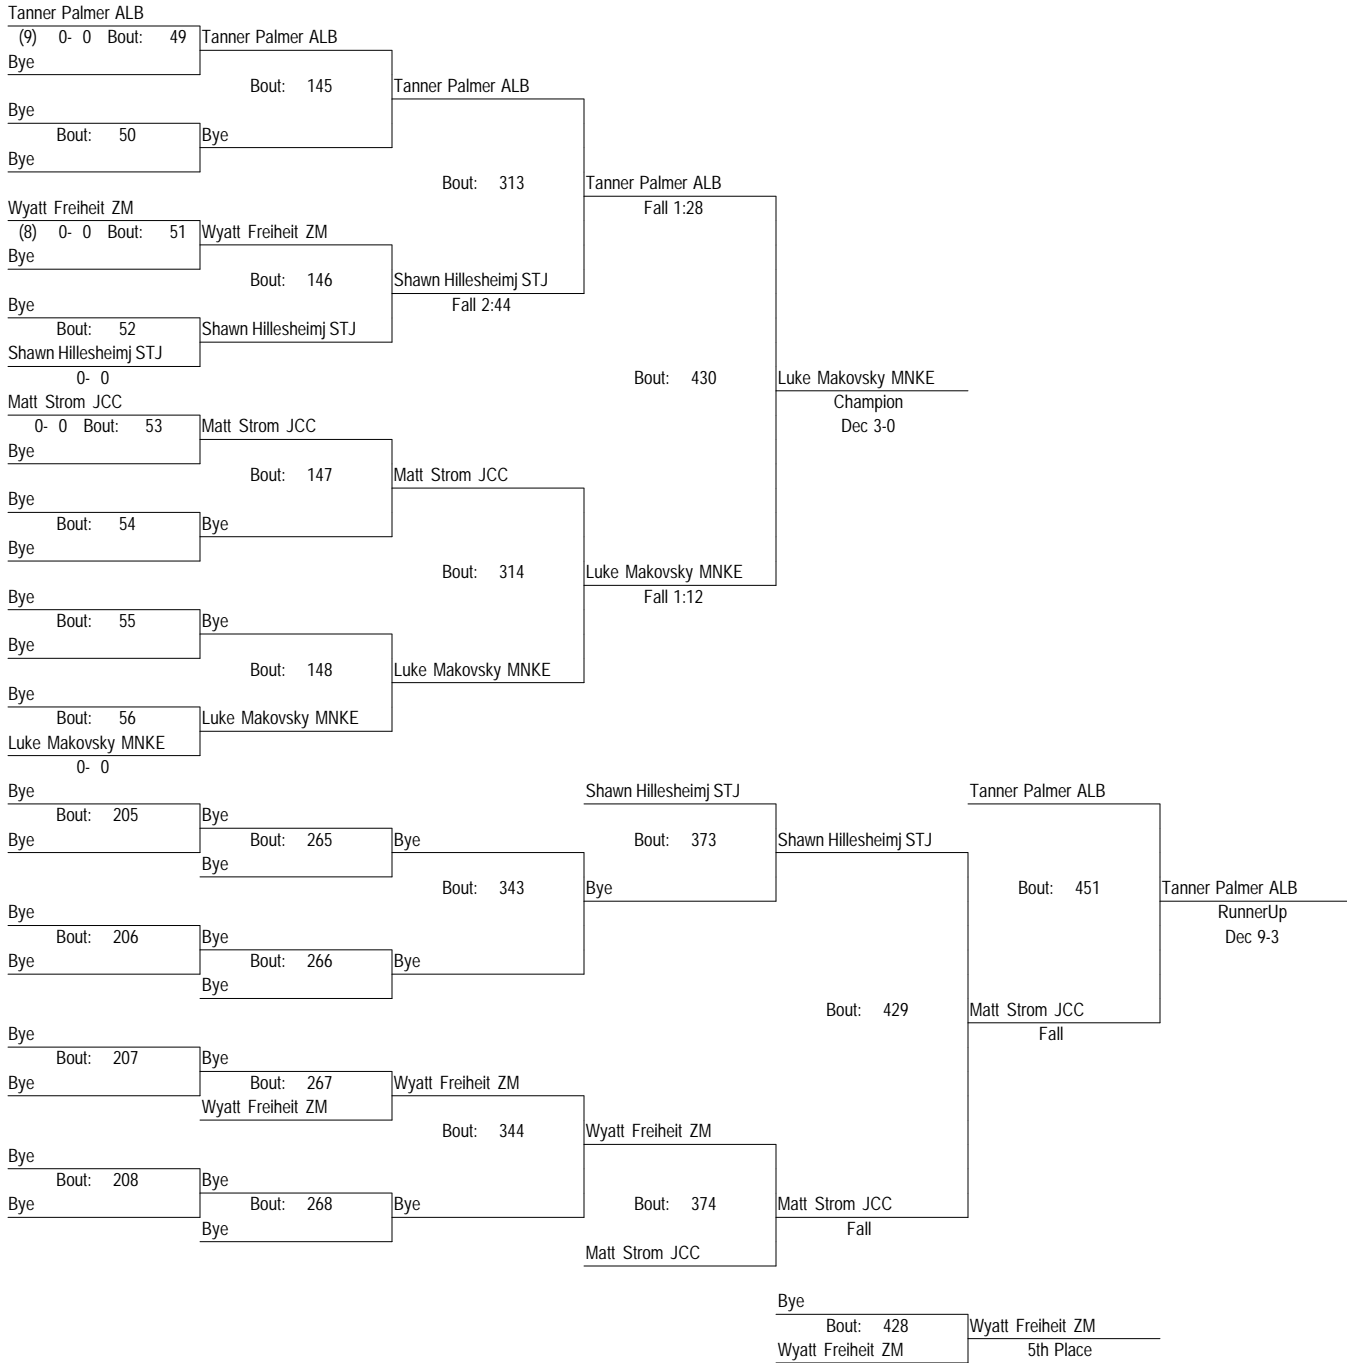 Tanner Palmer ALB
(9) 0- 0 Bout: 49 Tanner Palmer ALB
Bye
Bout: 145 Tanner Palmer ALB
Bye
Bout: 50 Bye
Bye
Bout: 313 Tanner Palmer ALB
Fall 1:28
Wyatt Freiheit ZM
(8) 0- 0 Bout: 51 Wyatt Freiheit ZM
Bye
Bout: 146 Shawn Hillesheimj STJ
Bye
Fall 2:44
Bout: 52 Shawn Hillesheimj STJ
Shawn Hillesheimj STJ
0- 0
Bout: 430 Luke Makovsky MNKE
Matt Strom JCC
Champion
0- 0 Bout: 53 Matt Strom JCC
Dec 3-0
Bye
Bout: 147 Matt Strom JCC
Bye
Bout: 54 Bye
Bye
Bout: 314 Luke Makovsky MNKE
Bye
Fall 1:12
Bout: 55 Bye
Bye
Bout: 148 Luke Makovsky MNKE
Bye
Bout: 56 Luke Makovsky MNKE
Luke Makovsky MNKE
0- 0
Bye
Shawn Hillesheimj STJ
Tanner Palmer ALB
Bout: 205 Bye
Bye
Bout: 265 Bye
Bout: 373 Shawn Hillesheimj STJ
Bye
Bout: 343 Bye
Bout: 451 Tanner Palmer ALB
Bye
RunnerUp
Bout: 206 Bye
Dec 9-3
Bye
Bout: 266 Bye
Bye
Bout: 429 Matt Strom JCC
Bye
Fall
Bout: 207 Bye
Bye
Bout: 267 Wyatt Freiheit ZM
Wyatt Freiheit ZM
Bout: 344 Wyatt Freiheit ZM
Bye
Bout: 208 Bye
Bye
Bout: 268 Bye
Bout: 374 Matt Strom JCC
Bye
Fall
Matt Strom JCC
Bye
Bout: 428 Wyatt Freiheit ZM
Wyatt Freiheit ZM
5th Place